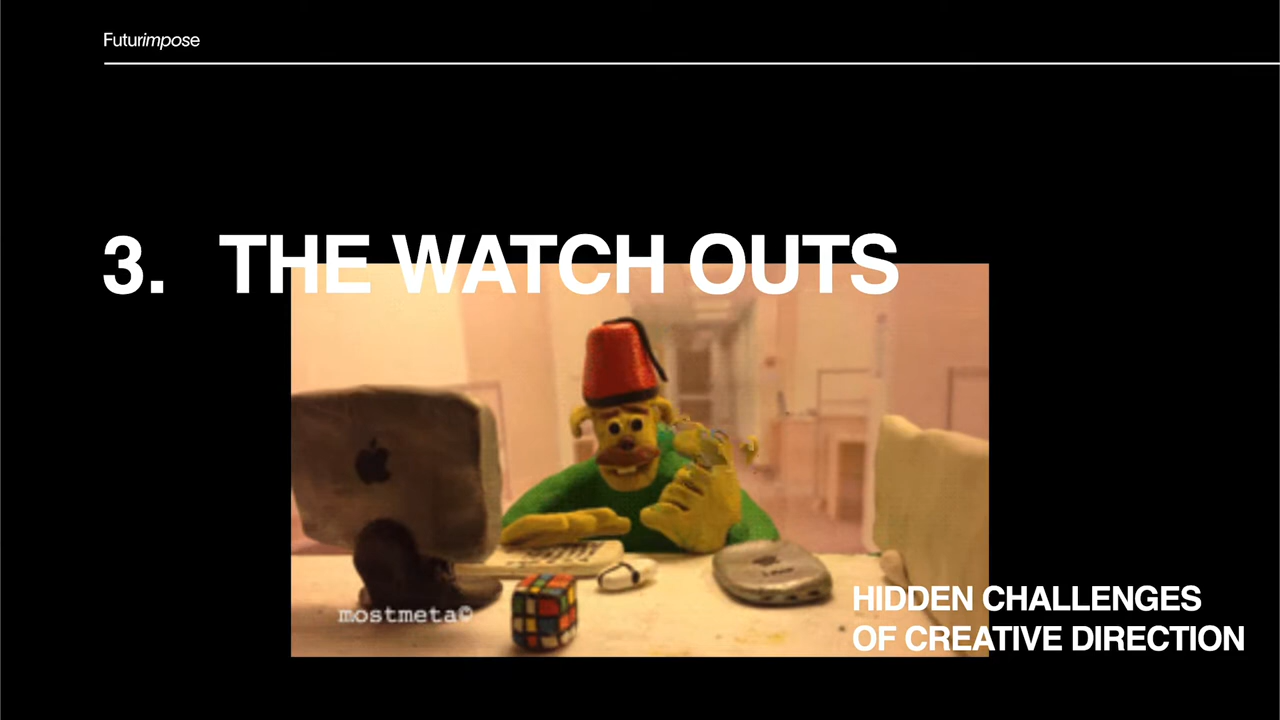 Futurimpose
3. THE WATCH OUTS
mostmeta©
HIDDEN CHALLENGES
OF CREATIVE DIRECTION